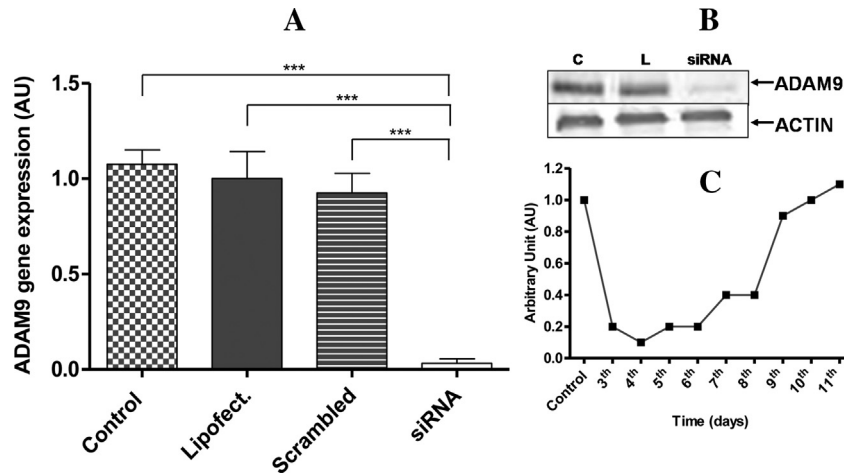 A
ADAM9 gene expression (AU)
1.5
1.0
0.5
0.0
***
***
***
Control
Lipofect.
Scrambled
siRNA
B
C L siRNA
ADAM9
ACTIN
C
Arbitrary Unit (AU)
1.2
1.0
0.8
0.6
0.4
0.2
0.0
Control 3th 4th 5th 6th 7th 8th 9th 10th 11th
Time (days)